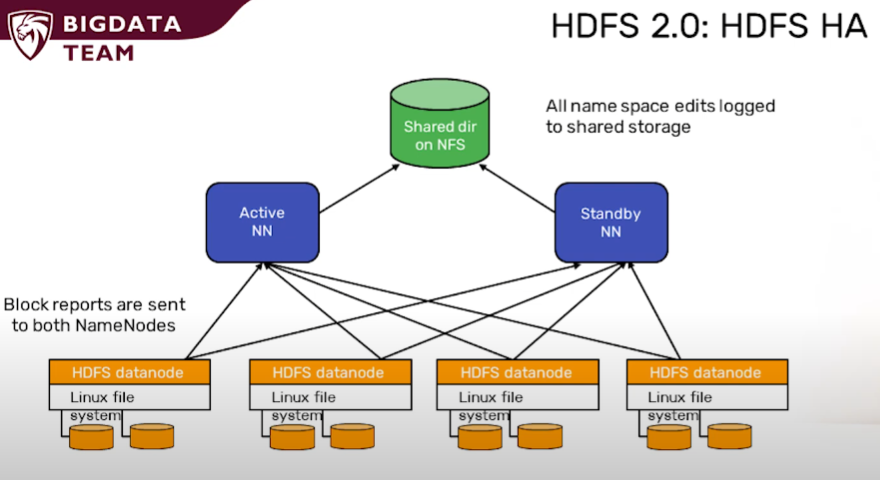 BIGDATA
TEAM
HDFS 2.0: HDFS HA
Shared dir
on NFS
All name space edits logged
to shared storage
Active
NN
Standby
NN
Block reports are sent
to both NameNodes
HDFS datanode
Linux file
system
HDFS datanode
Linux file
system
HDFS datanode
Linux file
system
HDFS datanode
Linux file
system